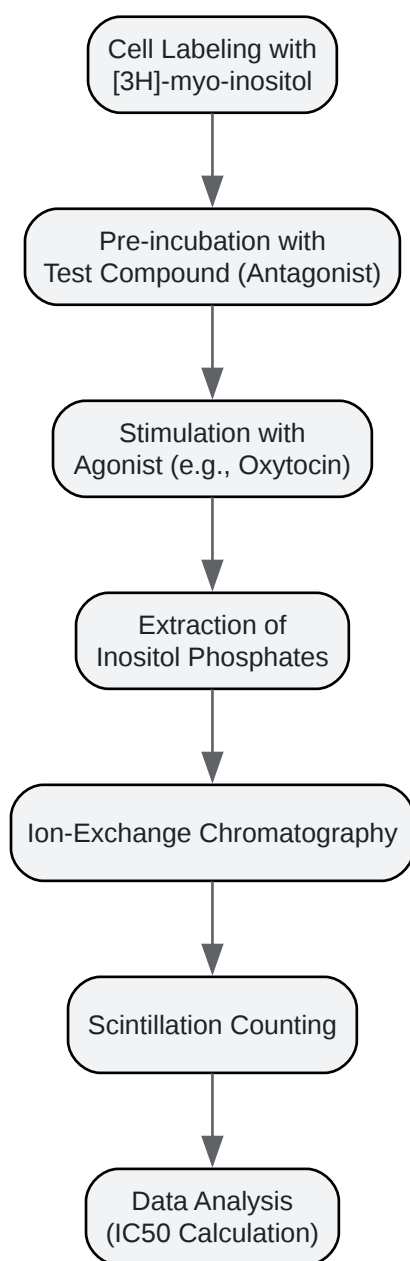 Cell Labeling with
[3H]-myo-inositol
Pre-incubation with
Test Compound (Antagonist)
Stimulation with
Agonist (e.g., Oxytocin)
Extraction of
Inositol Phosphates
Ion-Exchange Chromatography
Scintillation Counting
Data Analysis
(IC50 Calculation)